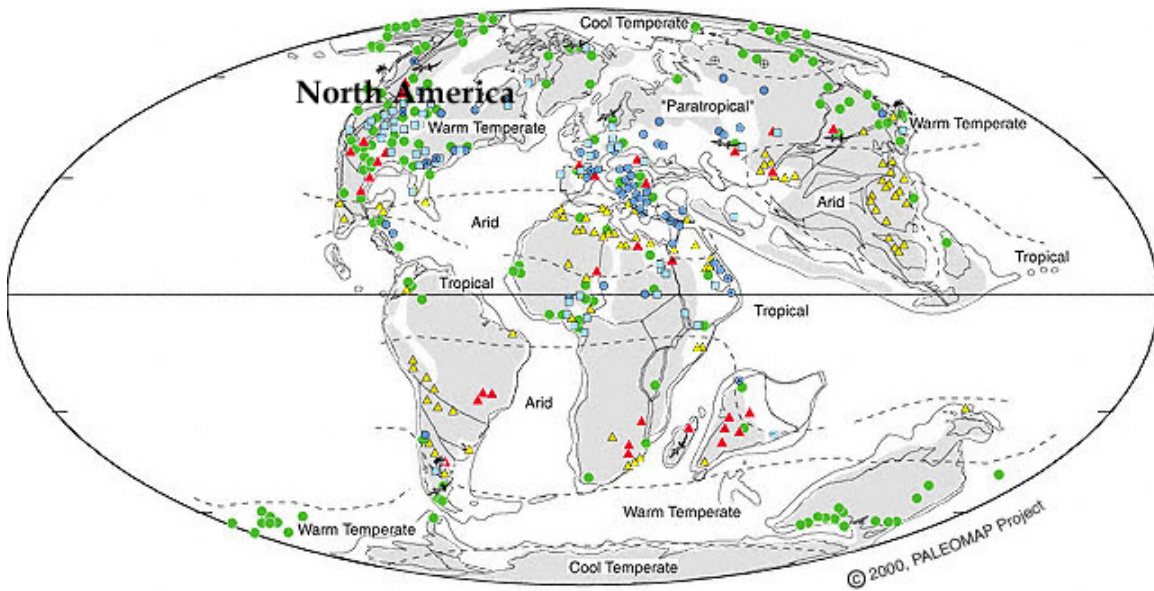 Cool Temperate
North America
"Paratropical"
Warm Temperate
Warm Temperate
Arid
Arid
Tropical
Tropical
Tropical
Arid
Warm Temperate
Warm Temperate
Cool Temperate
© 2000, PALEOMAP Project